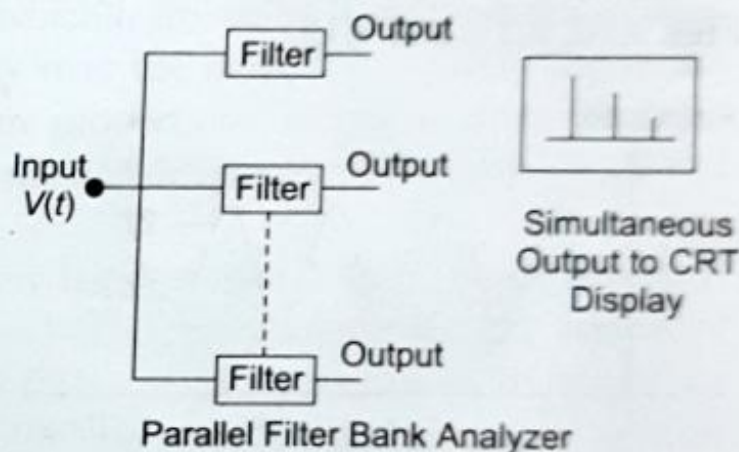 Filter
Output
Input
V(t)
Filter
Output
Filter
Output
Simultaneous
Output to CRT
Display
Parallel Filter Bank Analyzer